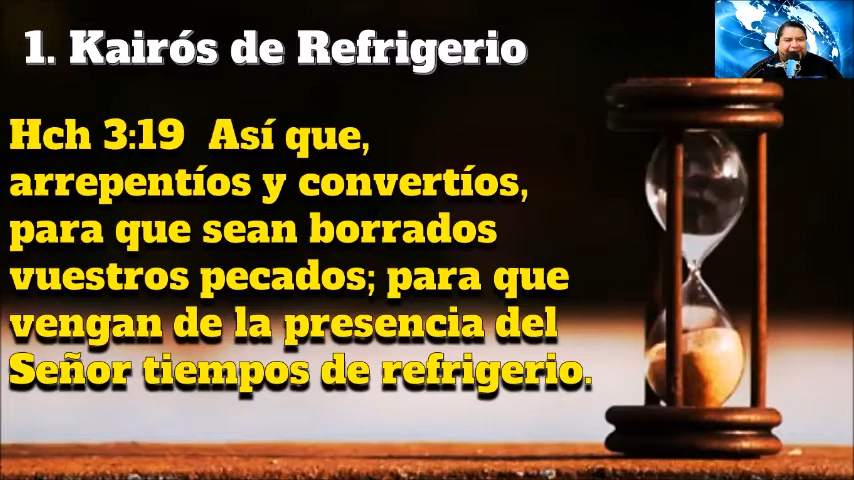 1. Kairós de Refrigerio
Hch 3:19 Así que,
arrepentíos y convertíos,
para que sean borrados
vuestros pecados; para que
vengan de la presencia del
Señor tiempos de refrigerio.